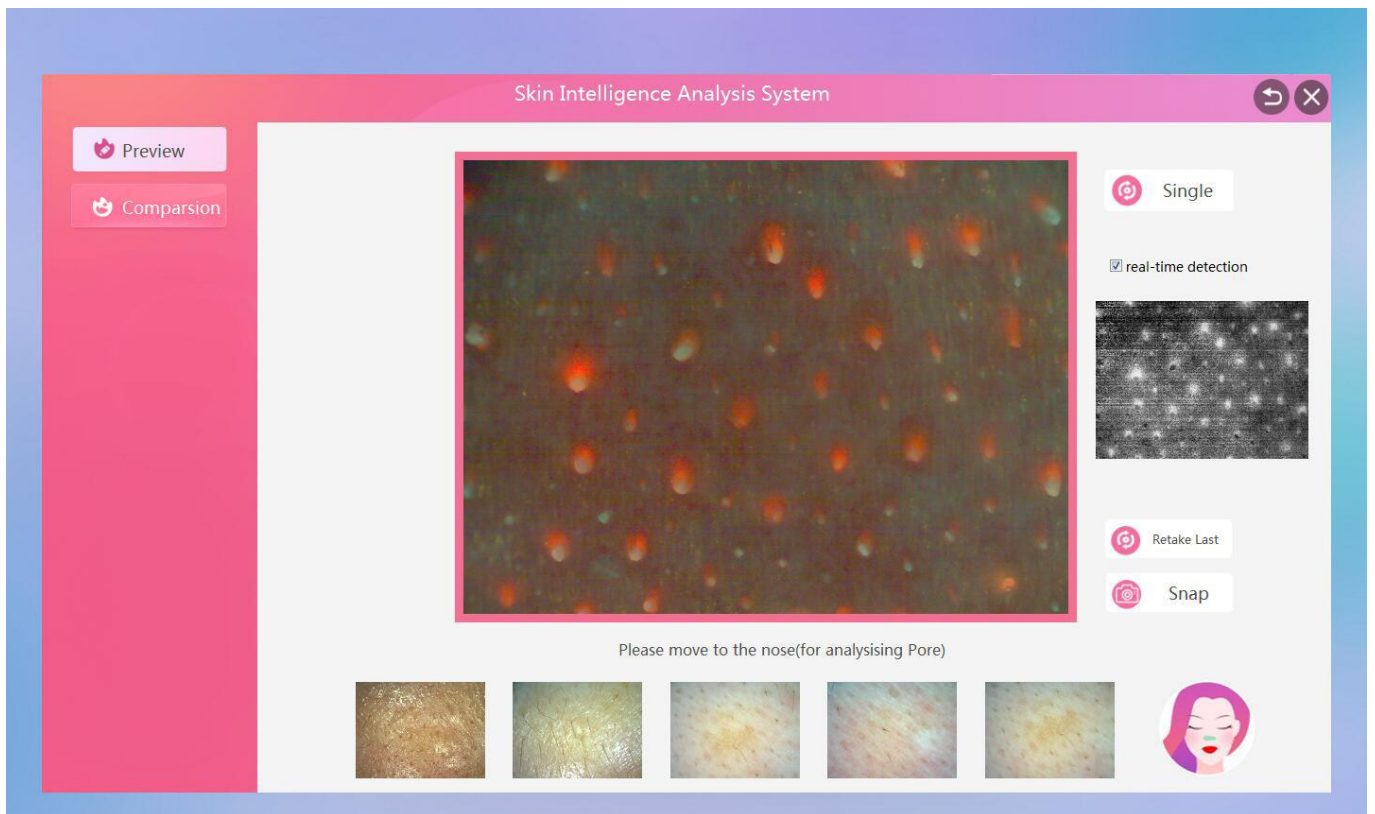 Skin Intelligence Analysis System
Preview
Comparsion
Single
real-time detection
Retake Last
Snap
Please move to the nose(for analysising Pore)